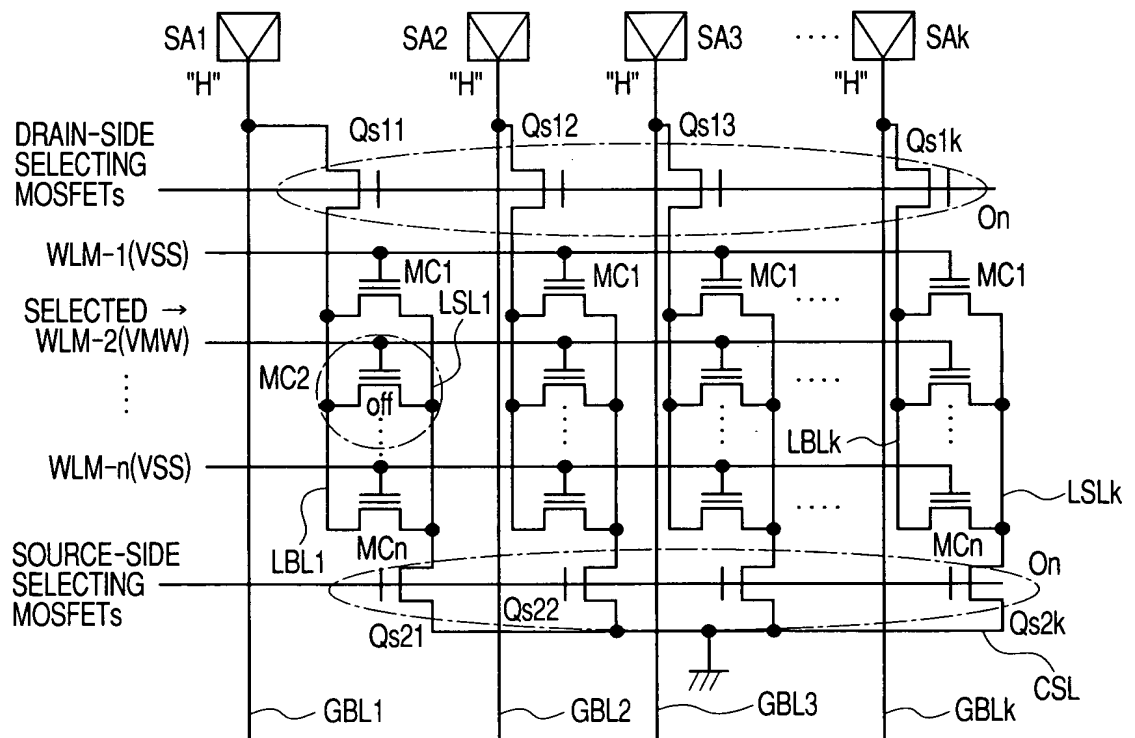 SA1 SA2 SA3 ···· SAk
"H" "H" "H" "H"
DRAIN-SIDE
SELECTING
MOSFETs
Qs11 Qs12 Qs13 Qs1k
On
WLM-1(VSS)
MC1 MC1 MC1 MC1
SELECTED →
LSL1
WLM-2(VMW)
MC2
off
LBLk
WLM-n(VSS)
LSLk
LBL1
MCn MCn
SOURCE-SIDE
SELECTING
MOSFETs
On
Qs21 Qs22 Qs2k
CSL
GBL1 GBL2 GBL3 GBLk